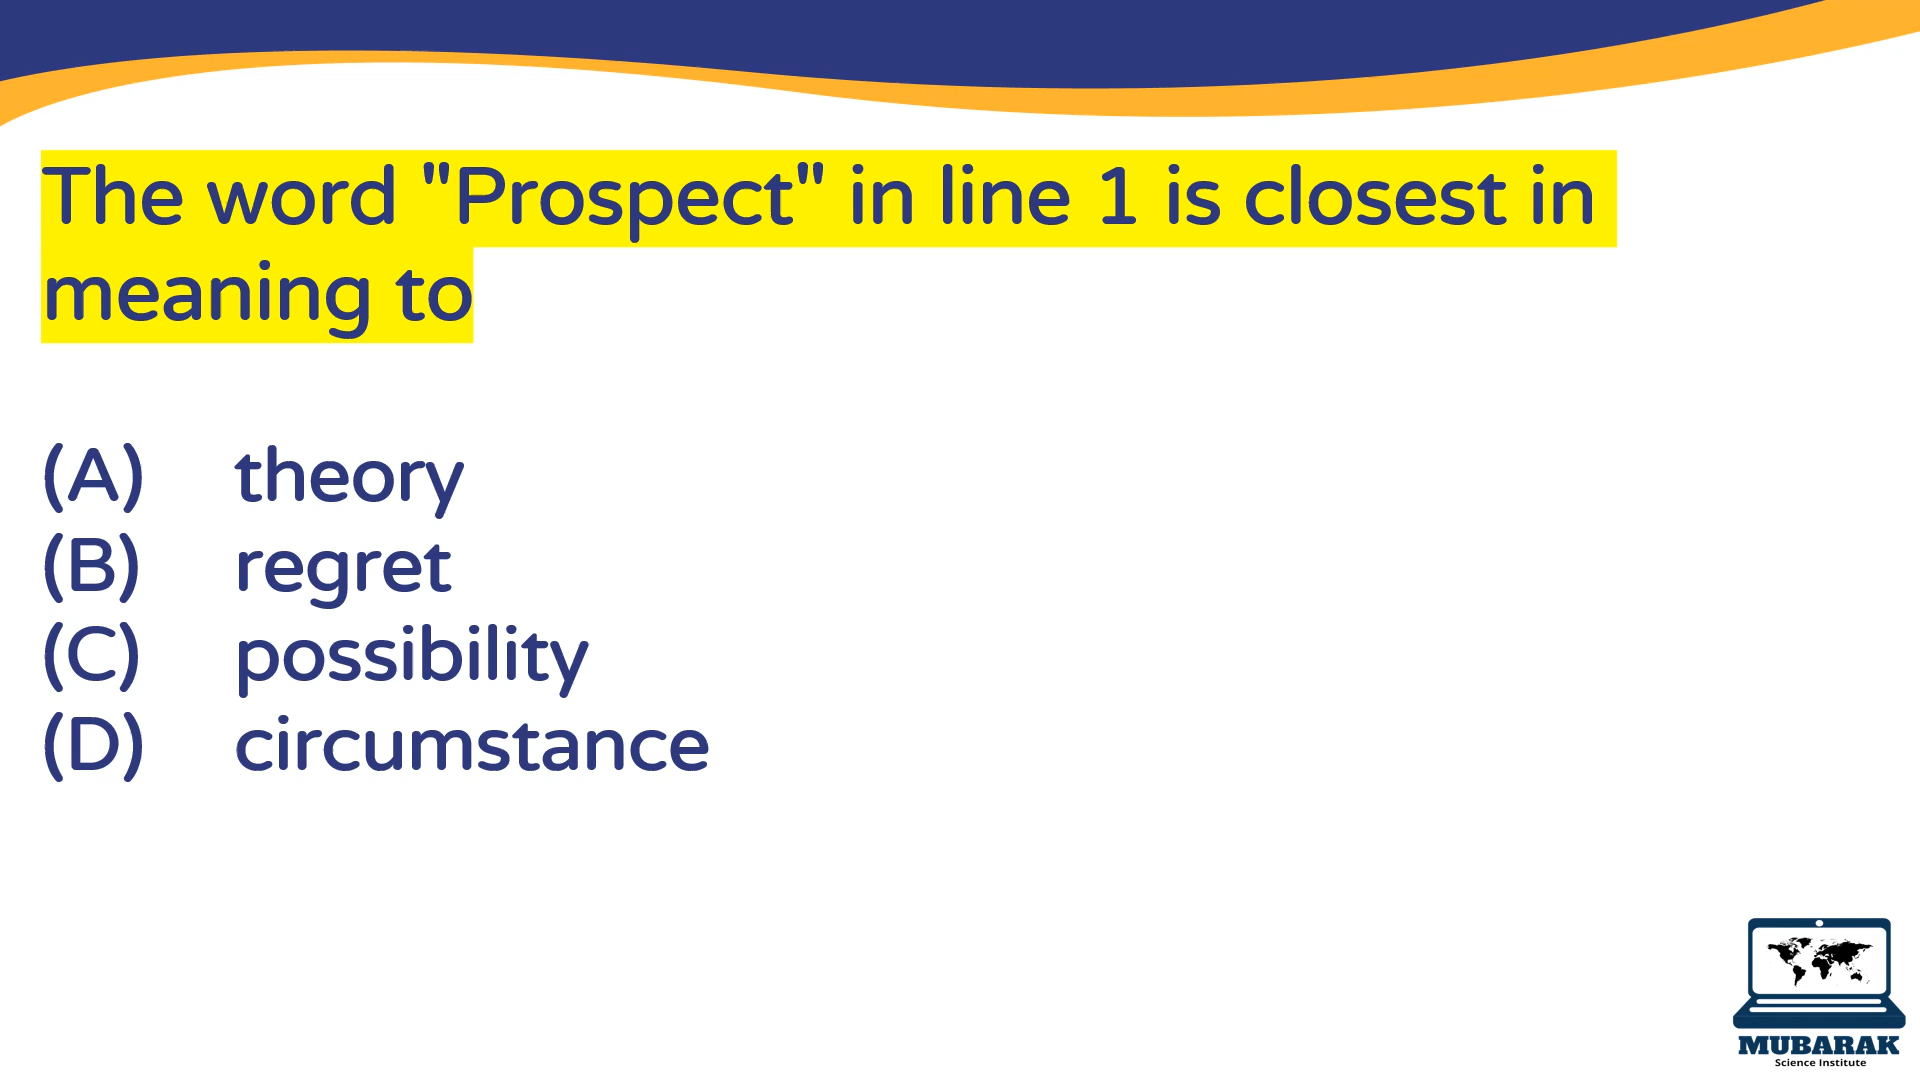 The word "Prospect" in line 1 is closest in
meaning to
(A) theory
(B) regret
(C) possibility
(D) circumstance
MUBARAK
Science Institute